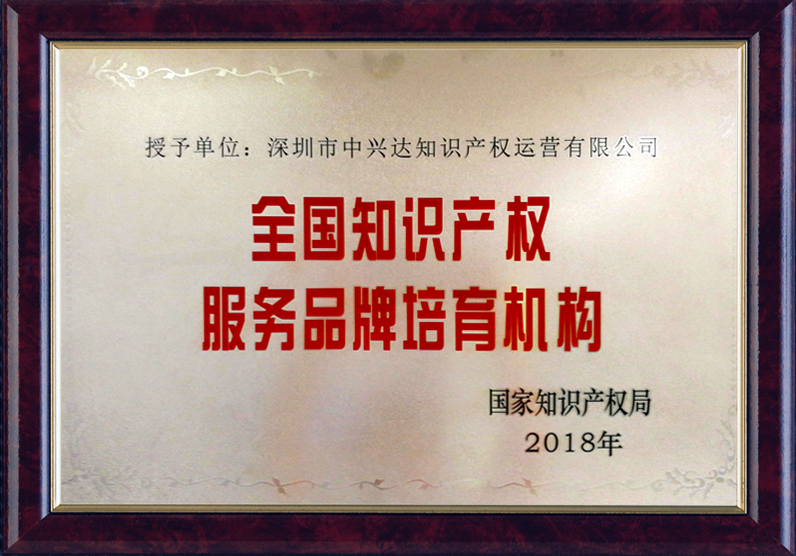 授予单位：深圳市中兴达知识产权运营有限公司
全国知识产权
服务品牌培育机构
国家知识产权局
2018年